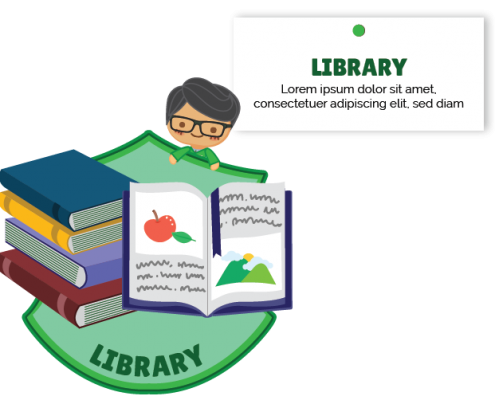 LIBRARY
Lorem ipsum dolor sit amet,
consectetuer adipiscing elit, sed diam
LIBRARY